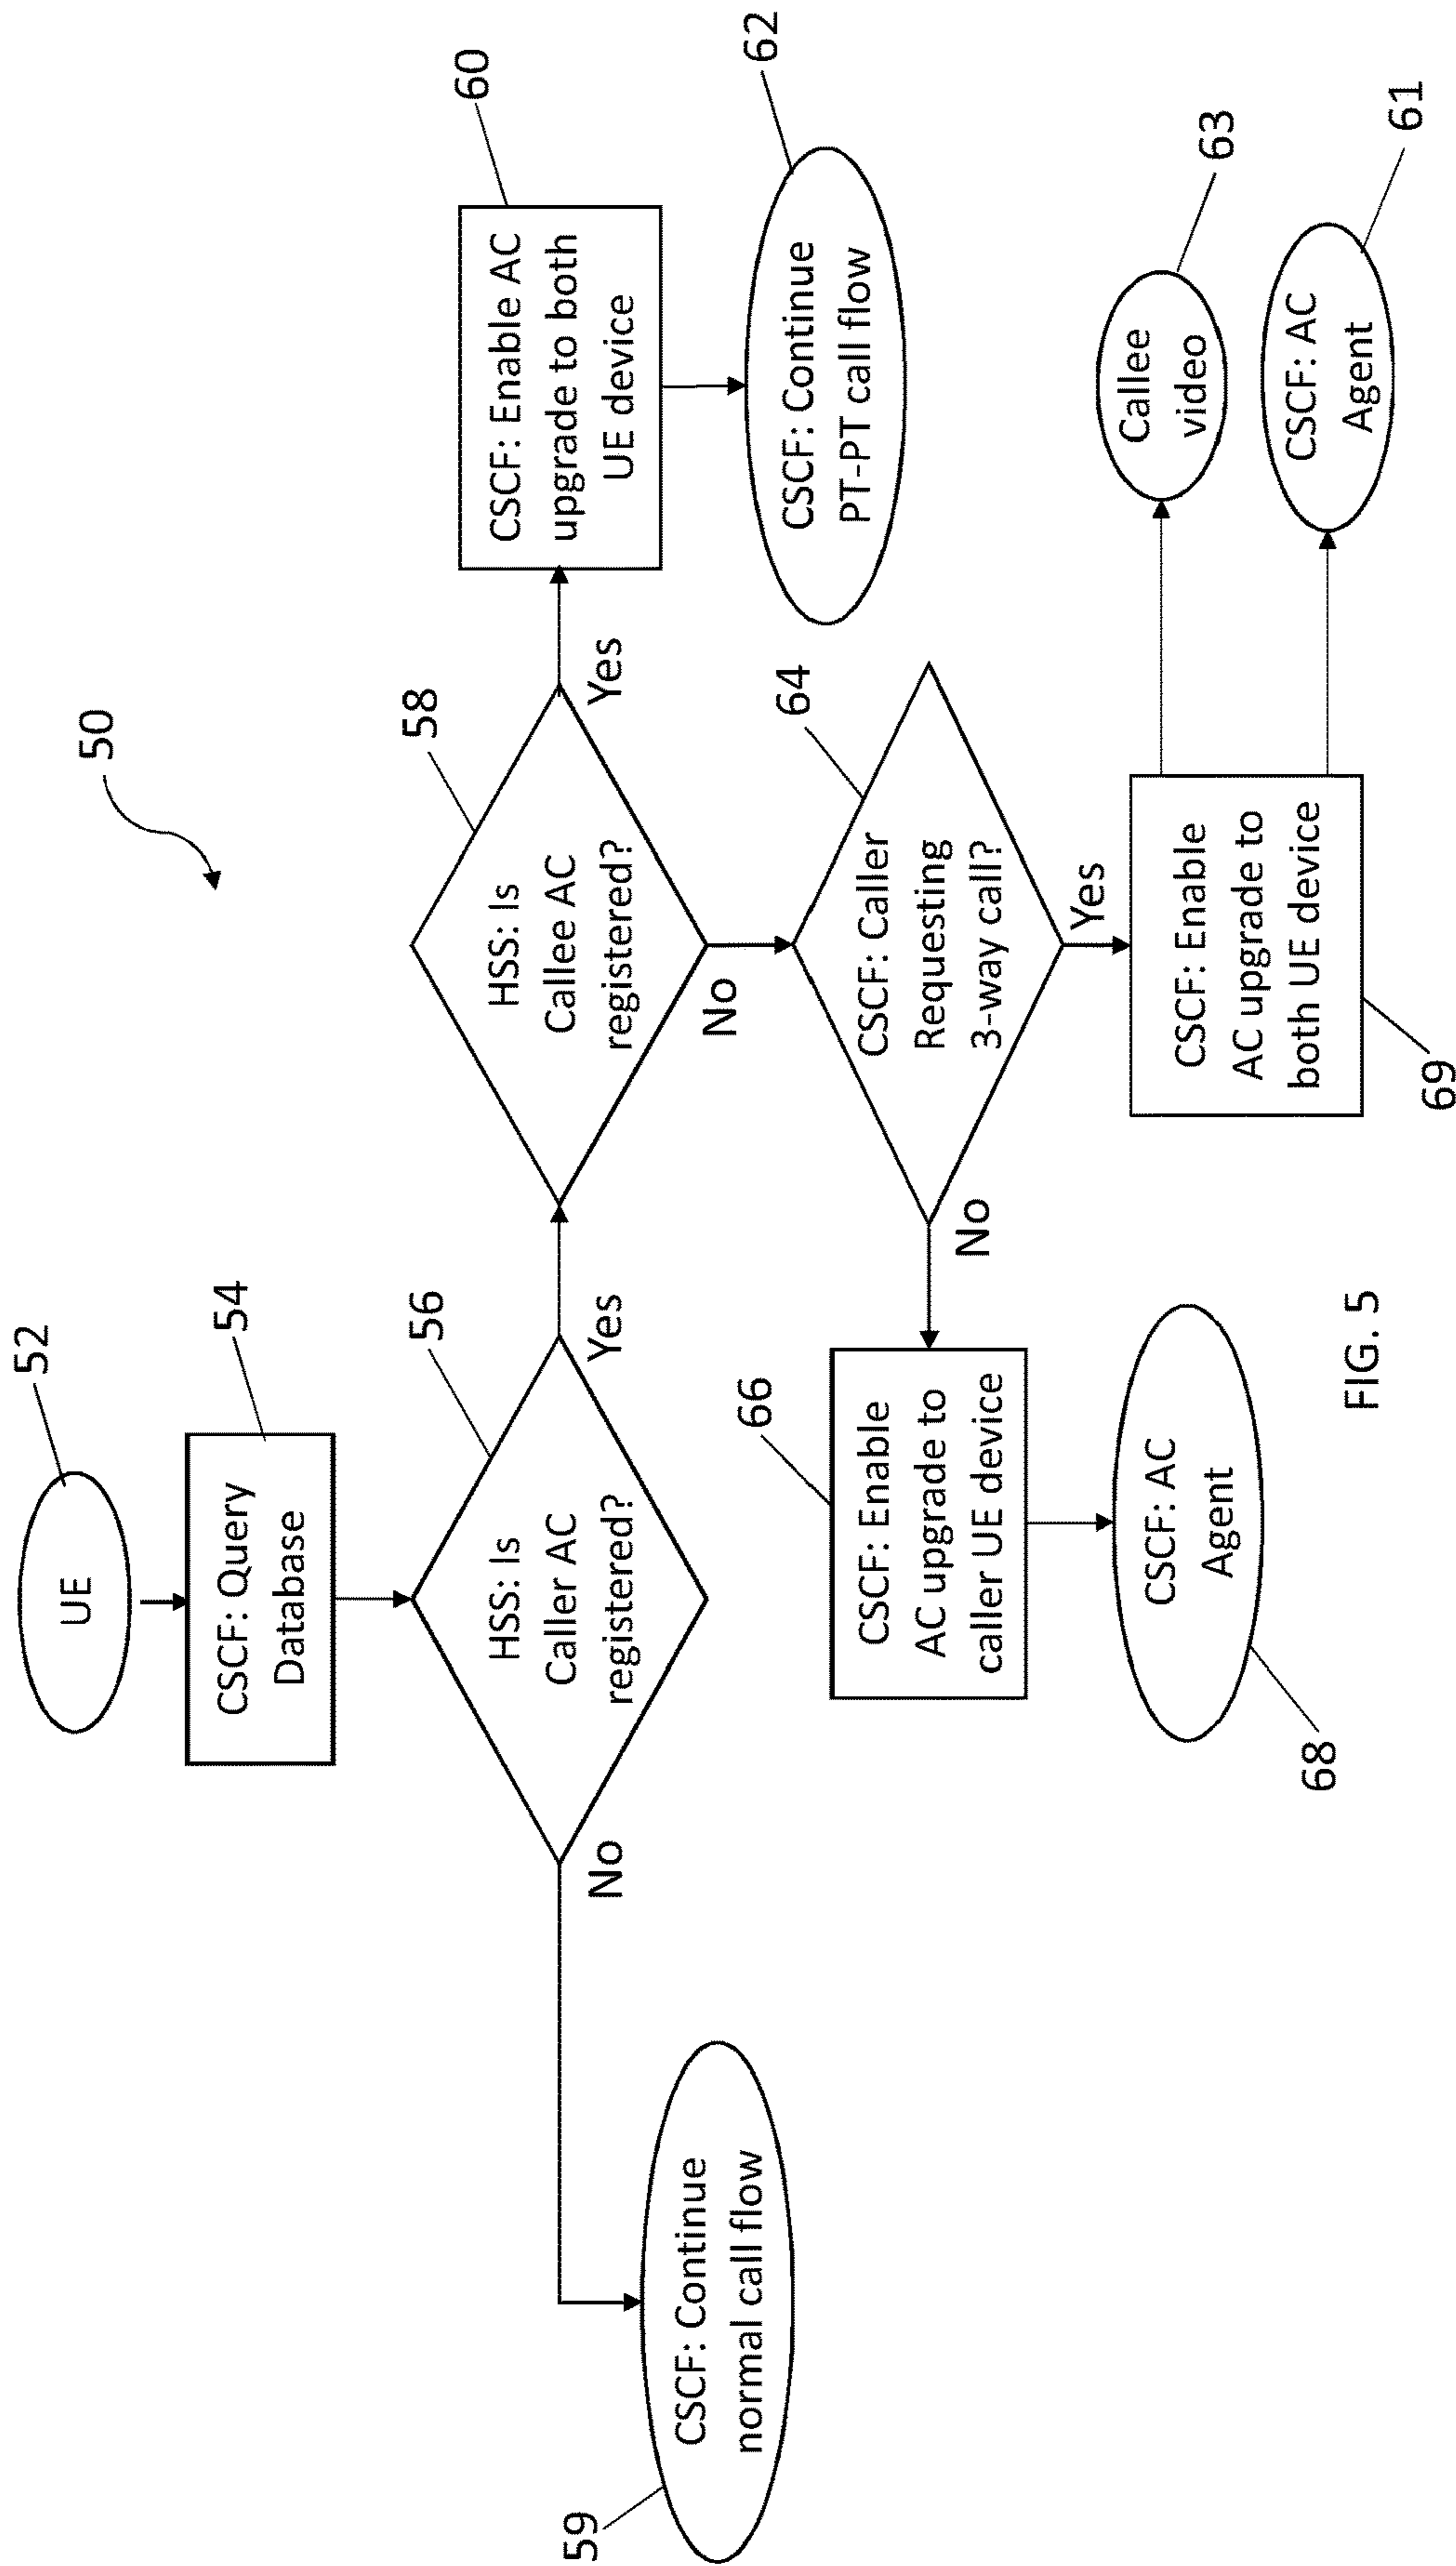 50
52
UE
54
CSCF: Query
Database
56
HSS: Is
Caller AC
registered?
No
Yes
58
HSS: Is
Callee AC
registered?
Yes
No
60
CSCF: Enable AC
upgrade to both
UE device
62
CSCF: Continue
PT-PT call flow
59
CSCF: Continue
normal call flow
64
CSCF: Caller
Requesting
3-way call?
No
Yes
66
CSCF: Enable
AC upgrade to
caller UE device
68
CSCF: AC
Agent
69
CSCF: Enable
AC upgrade to
both UE device
63
Callee
video
61
CSCF: AC
Agent
FIG. 5